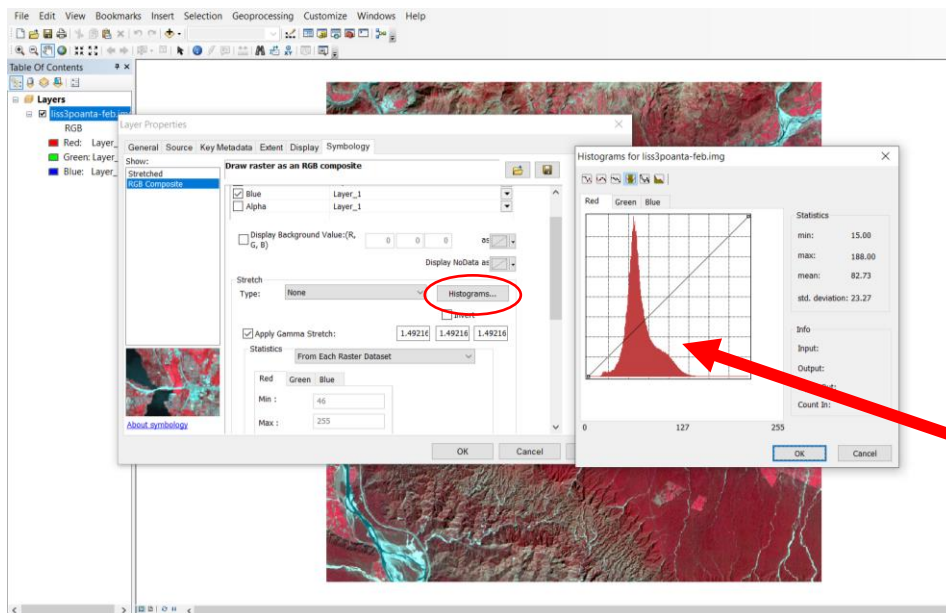 File Edit View Bookmarks Insert Selection Geoprocessing Customize Windows Help
Table Of Contents
Layers
liss3poanta-feb.im
RGB
Red: Layer_
Green: Layer_
Blue: Layer_
Layer Properties
General Source Key Metadata Extent Display Symbology
Show:
Stretched
RGB Composite
Draw raster as an RGB composite
Blue Layer_1
Alpha Layer_1
Display Background Value:(R, G, B) 0 0 0 as
Display NoData as
Stretch
Type: None Histograms...
Invert
Apply Gamma Stretch: 1.49216 1.49216 1.49216
Statistics
From Each Raster Dataset
Red Green Blue
Min : 46
Max : 255
About symbology
OK Cancel
Histograms for liss3poanta-feb.img
Red Green Blue
Statistics
min: 15.00
max: 188.00
mean: 82.73
std. deviation: 23.27
Info
Input:
Output:
Count In:
0 127 255
OK Cancel